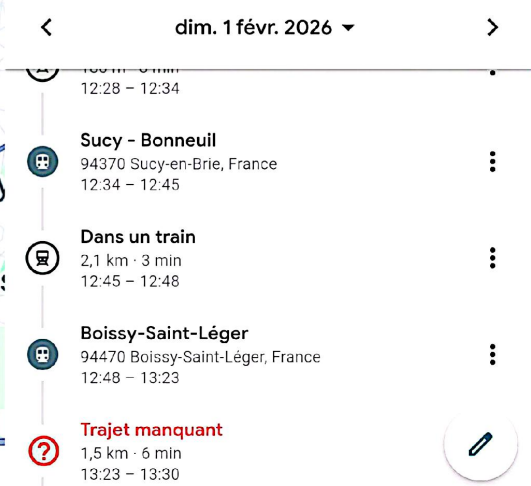 dim. 1 févr. 2026
12:28 – 12:34
Sucy - Bonneuil
94370 Sucy-en-Brie, France
12:34 – 12:45
Dans un train
2,1 km · 3 min
12:45 – 12:48
Boissy-Saint-Léger
94470 Boissy-Saint-Léger, France
12:48 – 13:23
Trajet manquant
1,5 km · 6 min
13:23 – 13:30